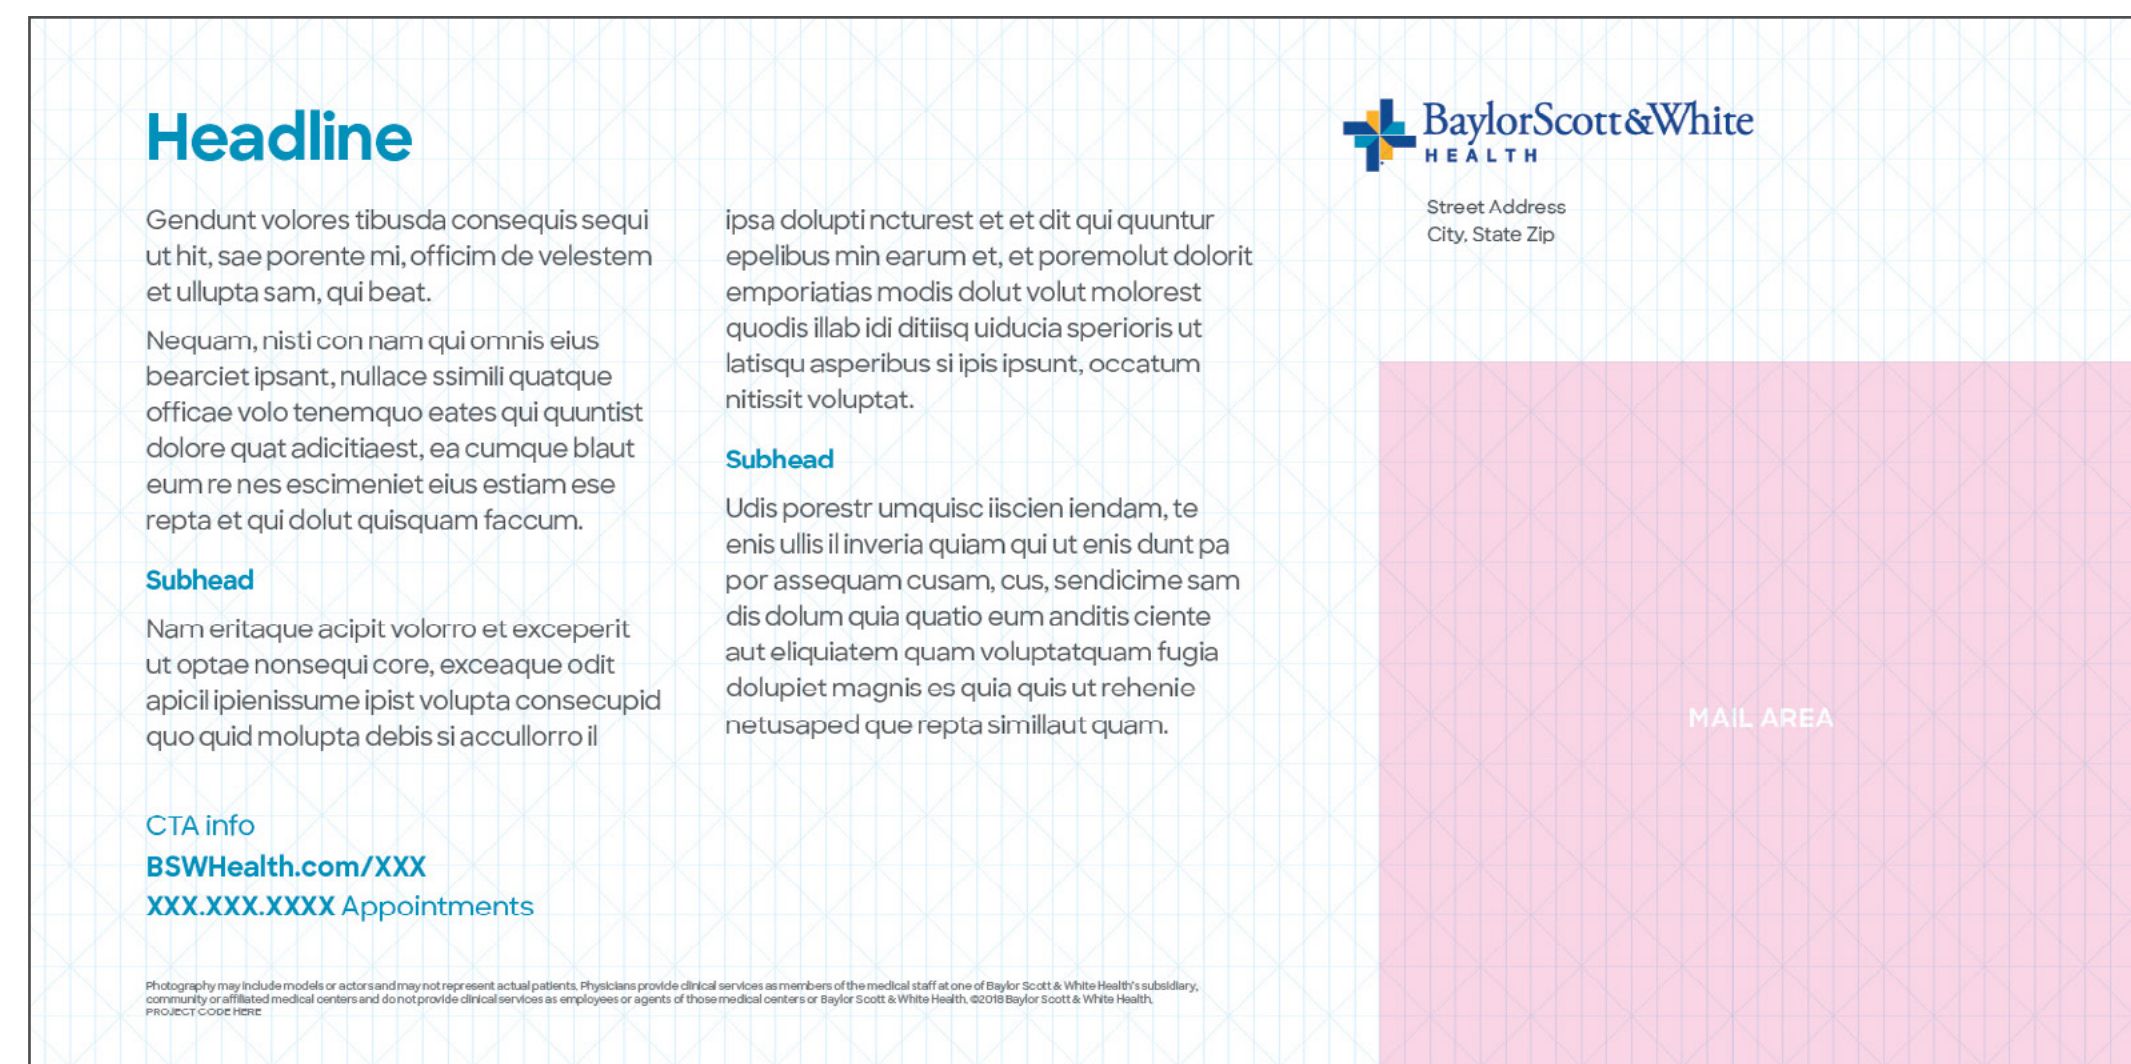 Headline
Gendunt volores tibusda consequis sequi
ut hit, sae porente mi, officim de velestem
et ullupta sam, qui beat.
Nequam, nisti con nam qui omnis eius
bearciet ipsant, nullace ssimili quatque
officae volo tenemquo eates qui quuntist
dolore quat adicitiaest, ea cumque blaut
eum re nes escimeniet eius estiam ese
repta et qui dolut quisquam faccum.
Subhead
Nam eritaque acipit volorro et exceperit
ut optae nonsequi core, exceaque odit
apicil ipienissume ipist volupta consecupid
quo quid molupta debis si accullorro il
ipsa dolupti ncturest et et dit qui quuntur
epelibus min earum et, et poremolut dolorit
emporiatias modis dolut volut molorest
quodis illab idi ditiisq uiducia sperioris ut
latisqu asperibus si ipis ipsunt, occatum
nitissit voluptat.
Subhead
Udis porestr umquisc iiscien iendam, te
enis ullis il inveria quiam qui ut enis dunt pa
por assequam cusam, cus, sendicime sam
dis dolum quia quatio eum anditis ciente
aut eliquiatem quam voluptatquam fugia
dolupiet magnis es quia quis ut rehenie
netusaped que repta simillaut quam.
CTA info
BSWHealth.com/XXX
XXX.XXX.XXXX Appointments
Photography may include models or actors and may not represent actual patients. Physicians provide clinical services as members of the medical staff at one of Baylor Scott & White Health's subsidiary,
community or affiliated medical centers and do not provide clinical services as employees or agents of those medical centers or Baylor Scott & White Health. ©2018 Baylor Scott & White Health.
PROJECT CODE HERE
BaylorScott&White
HEALTH
Street Address
City, State Zip
MAIL AREA